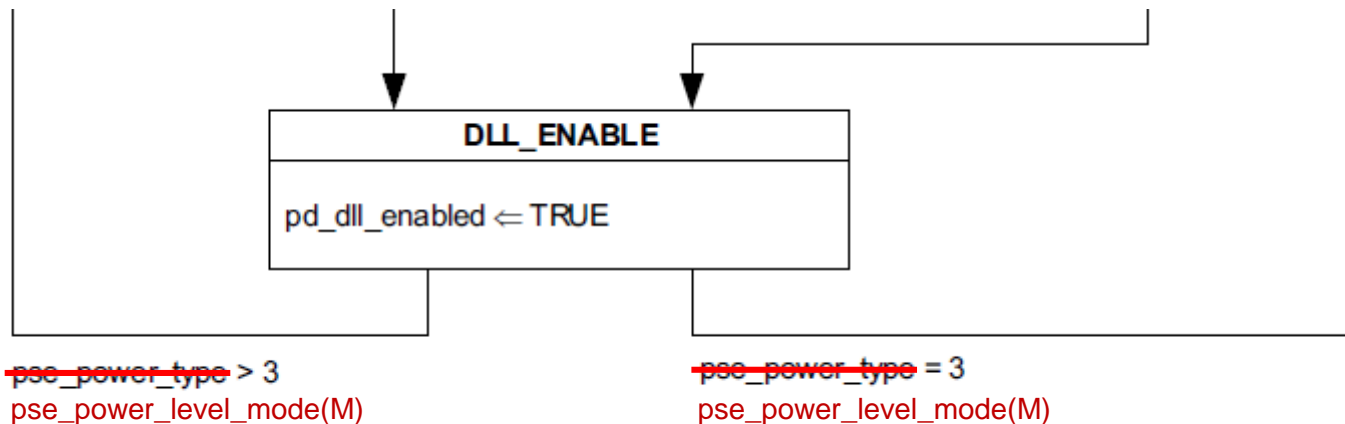 DLL_ENABLE
pd_dll_enabled ⇐ TRUE
pse_power_type > 3
pse_power_type = 3
pse_power_level_mode(M)
pse_power_level_mode(M)